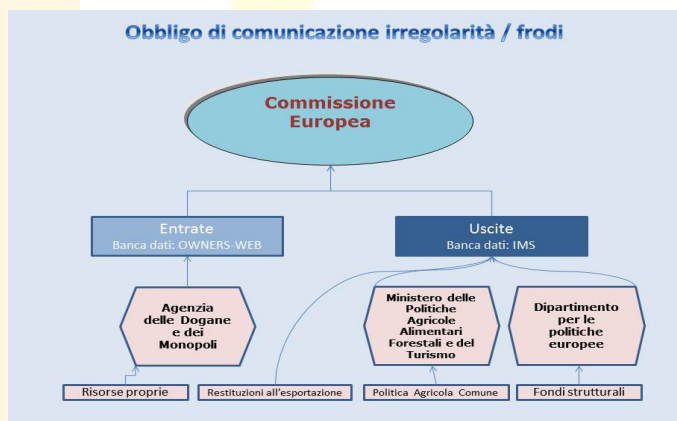 Obbligo di comunicazione irregolarità / frodi
Commissione
Europea
Entrate
Banca dati: OWNERS-WEB
Uscite
Banca dati: IMS
Agenzia
delle Dogane
e dei
Monopoli
Ministero delle
Politiche
Agricole
Alimentari
Forestali e del
Turismo
Dipartimento
per le
politiche
europee
Risorse proprie
Restituzioni all'esportazione
Politica Agricola Comune
Fondi strutturali